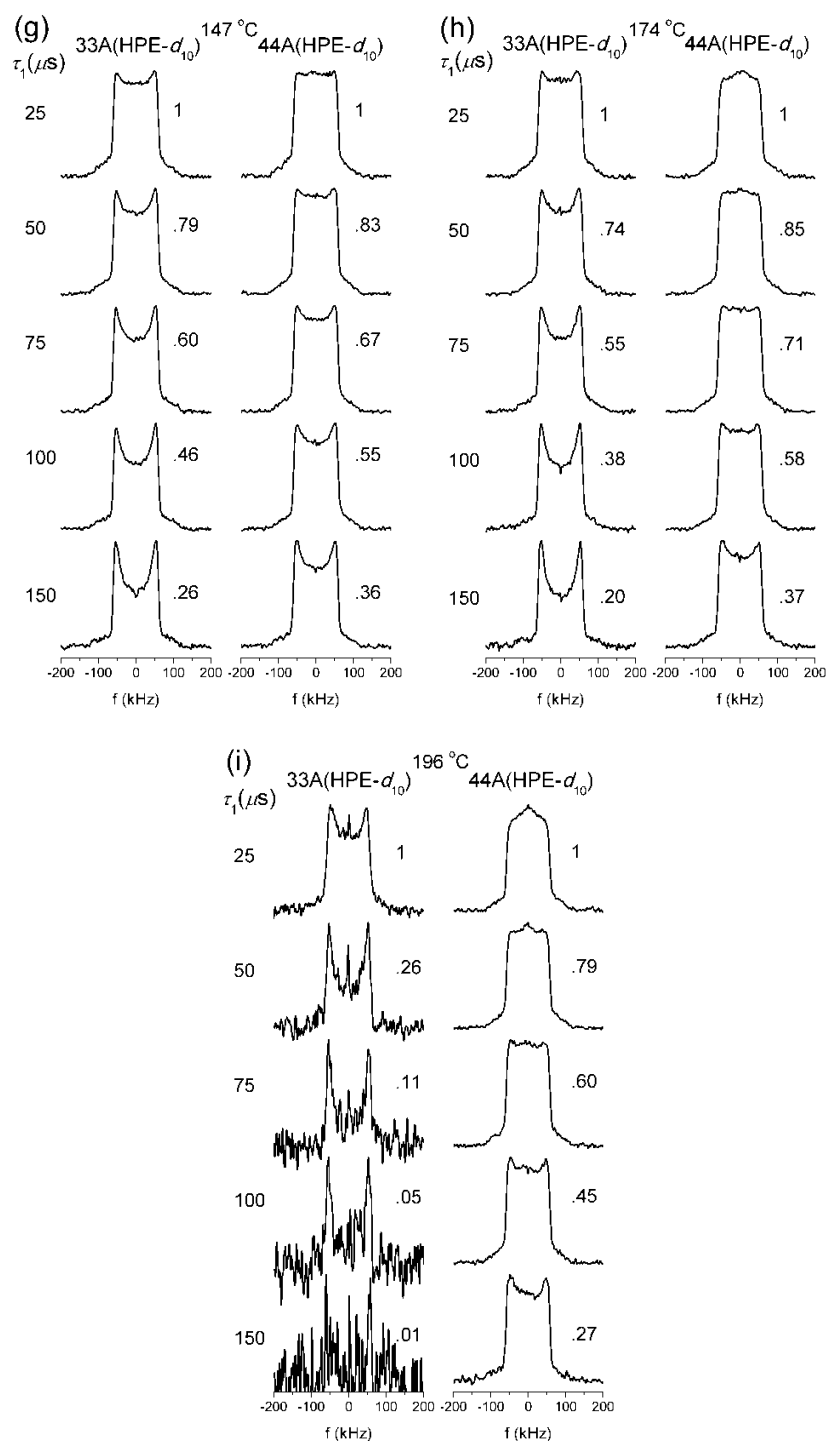 (g)
33A(HPE-d10) 147 °C 44A(HPE-d10)
τ1(μs)
25 1 1
50 .79 .83
75 .60 .67
100 .46 .55
150 .26 .36
-200 -100 0 100 200 -200 -100 0 100 200
f (kHz) f (kHz)
(h)
33A(HPE-d10) 174 °C 44A(HPE-d10)
τ1(μs)
25 1 1
50 .74 .85
75 .55 .71
100 .38 .58
150 .20 .37
-200 -100 0 100 200 -200 -100 0 100 200
f (kHz) f (kHz)
(i)
33A(HPE-d10) 196 °C 44A(HPE-d10)
τ1(μs)
25 1 1
50 .26 .79
75 .11 .60
100 .05 .45
150 .01 .27
-200 -100 0 100 200 -200 -100 0 100 200
f (kHz) f (kHz)